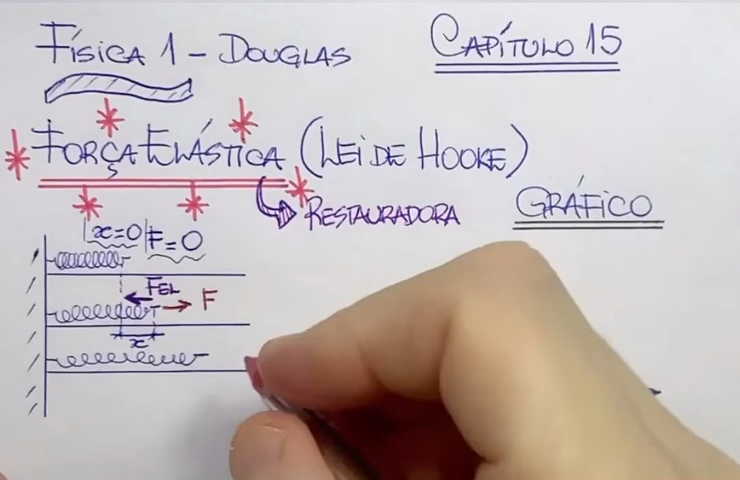 FÍSICA 1 - DOUGLAS
CAPÍTULO 15
FORÇA ELÁSTICA (LEI DE HOOKE)
RESTAURADORA
GRÁFICO
x=0 F=0
FEL F
x